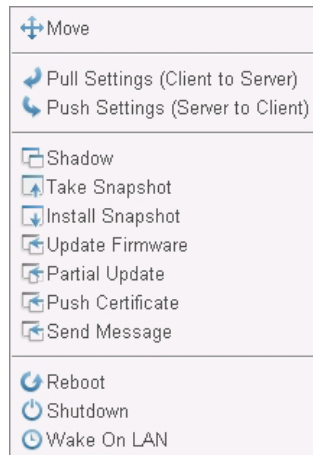 Move
Pull Settings (Client to Server)
Push Settings (Server to Client)
Shadow
Take Snapshot
Install Snapshot
Update Firmware
Partial Update
Push Certificate
Send Message
Reboot
Shutdown
Wake On LAN